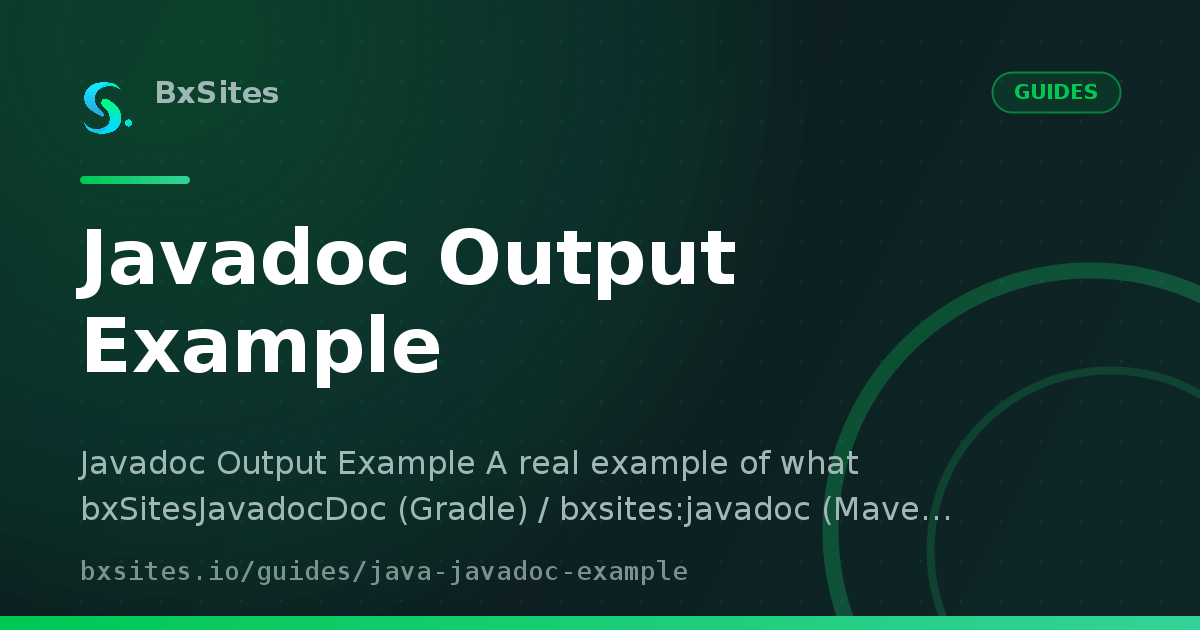 BxSites
GUIDES
Javadoc Output
Example
Javadoc Output Example A real example of what
bxSitesJavadocDoc (Gradle) / bxsites:javadoc (Mave…
bxsites.io/guides/java-javadoc-example